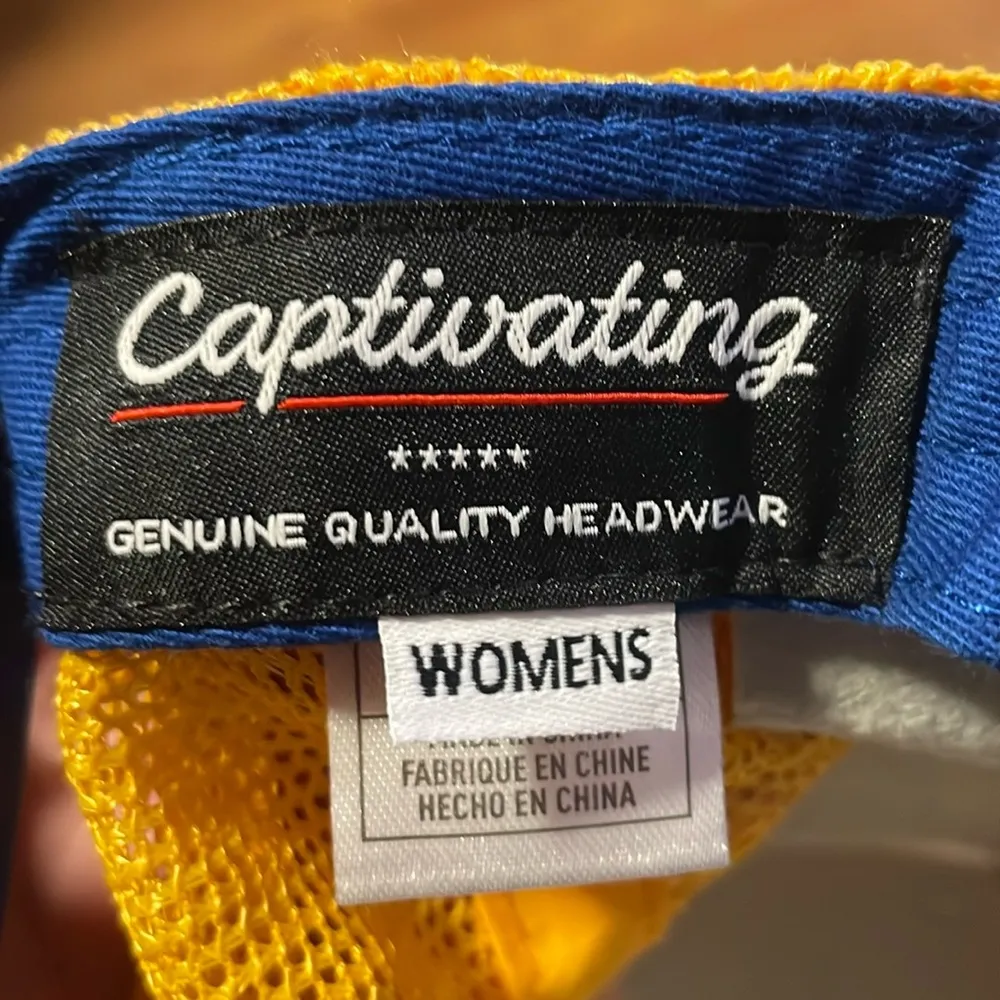 Captivating
★★★★★
GENUINE QUALITY HEADWEAR
WOMENS
FABRIQUE EN CHINE
HECHO EN CHINA